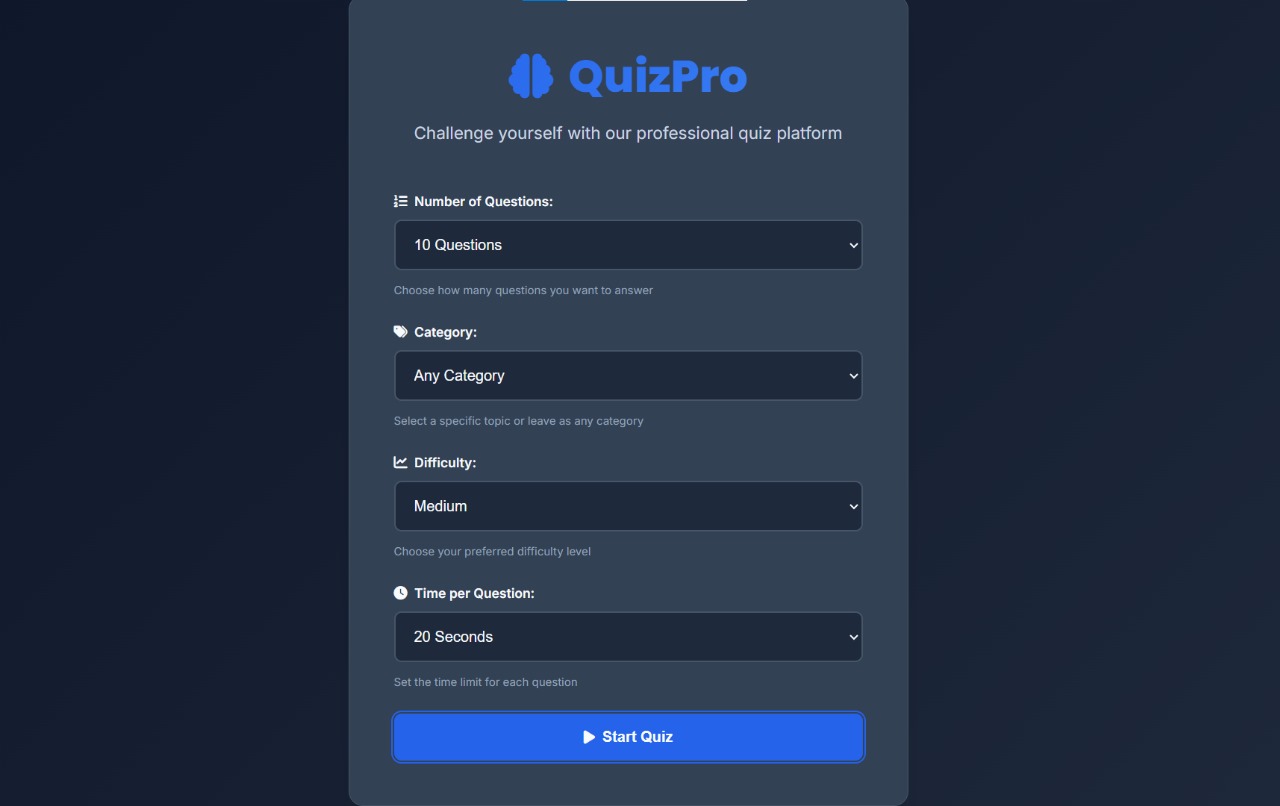 QuizPro
Challenge yourself with our professional quiz platform
Number of Questions:
10 Questions
Choose how many questions you want to answer
Category:
Any Category
Select a specific topic or leave as any category
Difficulty:
Medium
Choose your preferred difficulty level
Time per Question:
20 Seconds
Set the time limit for each question
Start Quiz